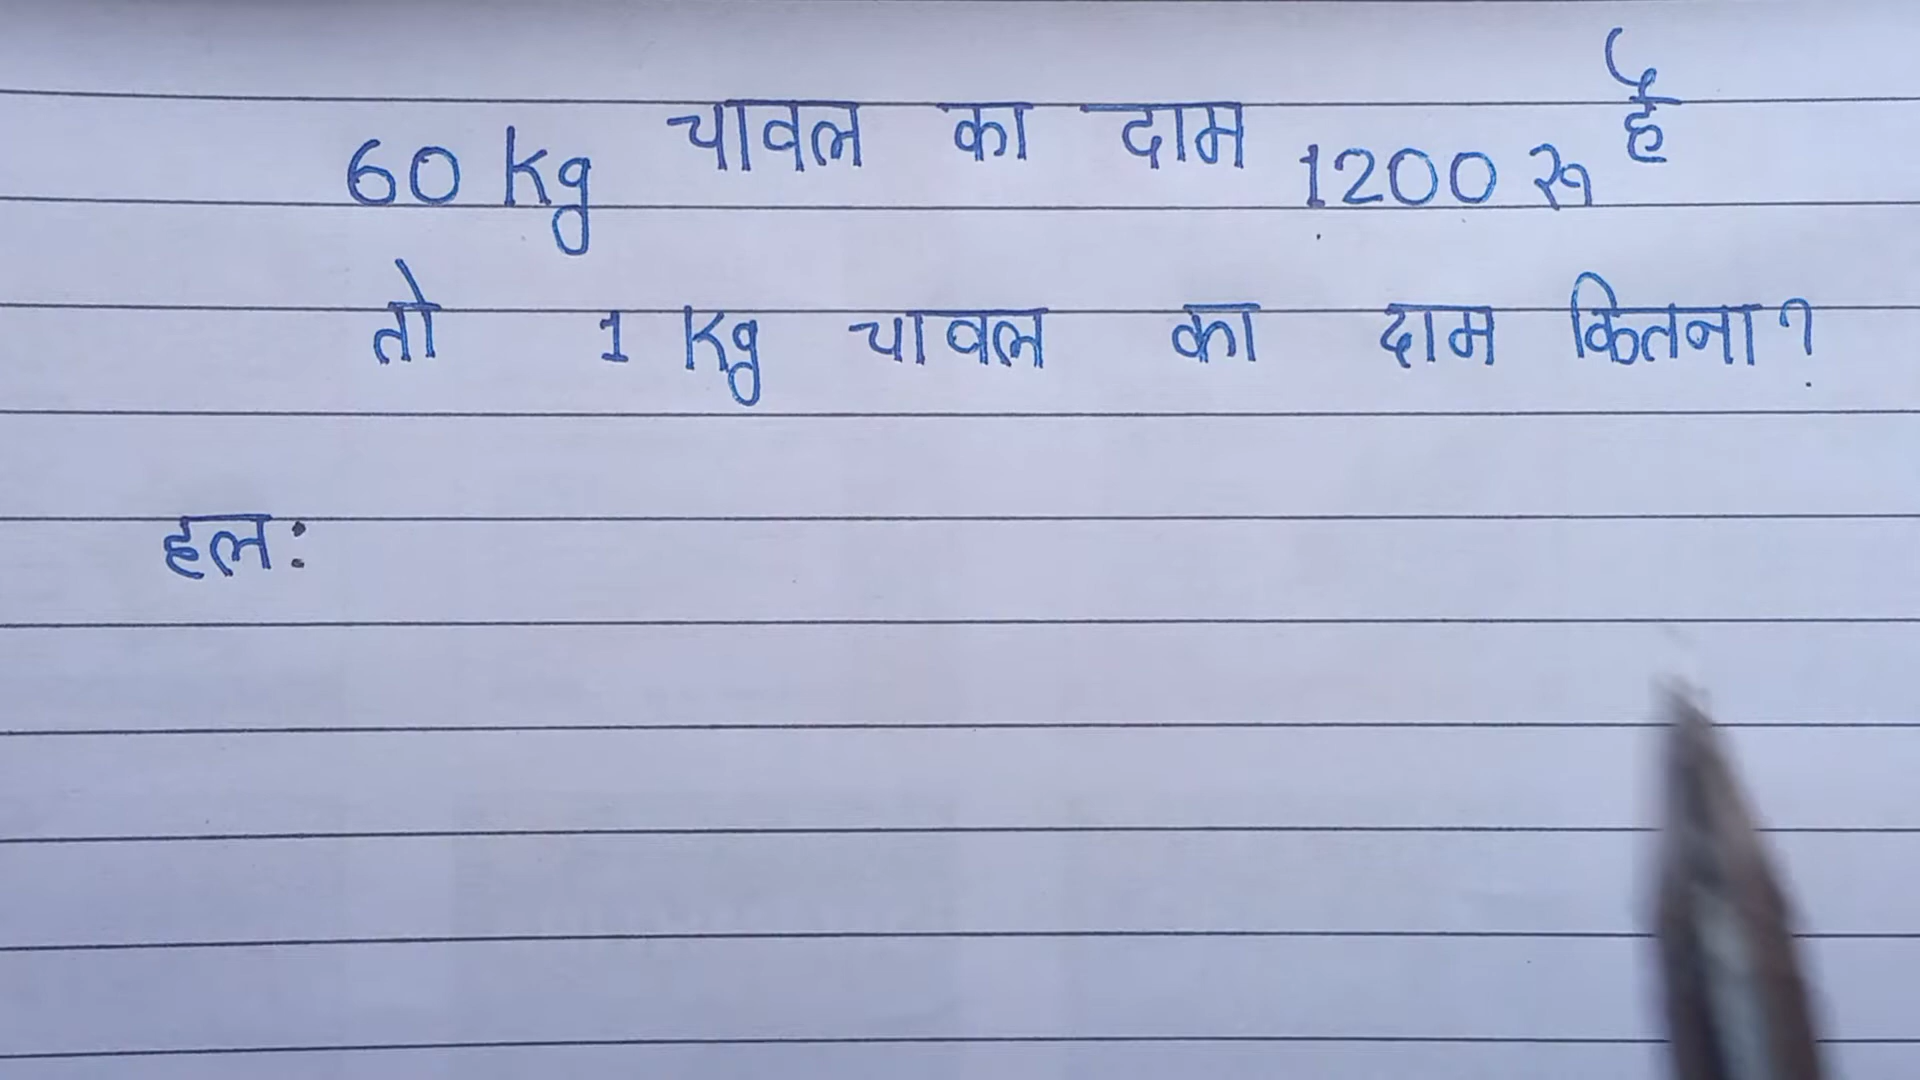 60 kg चावल का दाम 1200 रु है
तो 1 kg चावल का दाम कितना?
हल: